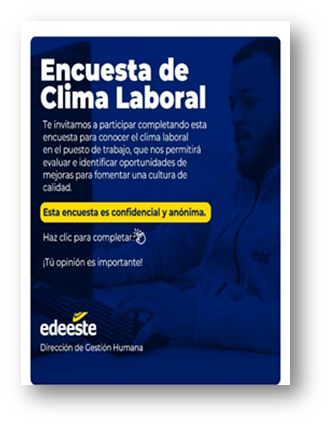 Encuesta de
Clima Laboral
Te invitamos a participar completando esta
encuesta para conocer el clima laboral
en el puesto de trabajo, que nos permitirá
evaluar e identificar oportunidades de
mejoras para fomentar una cultura de
calidad.
Esta encuesta es confidencial y anónima.
Haz clic para completar.
¡Tú opinión es importante!
edeeste
Dirección de Gestión Humana